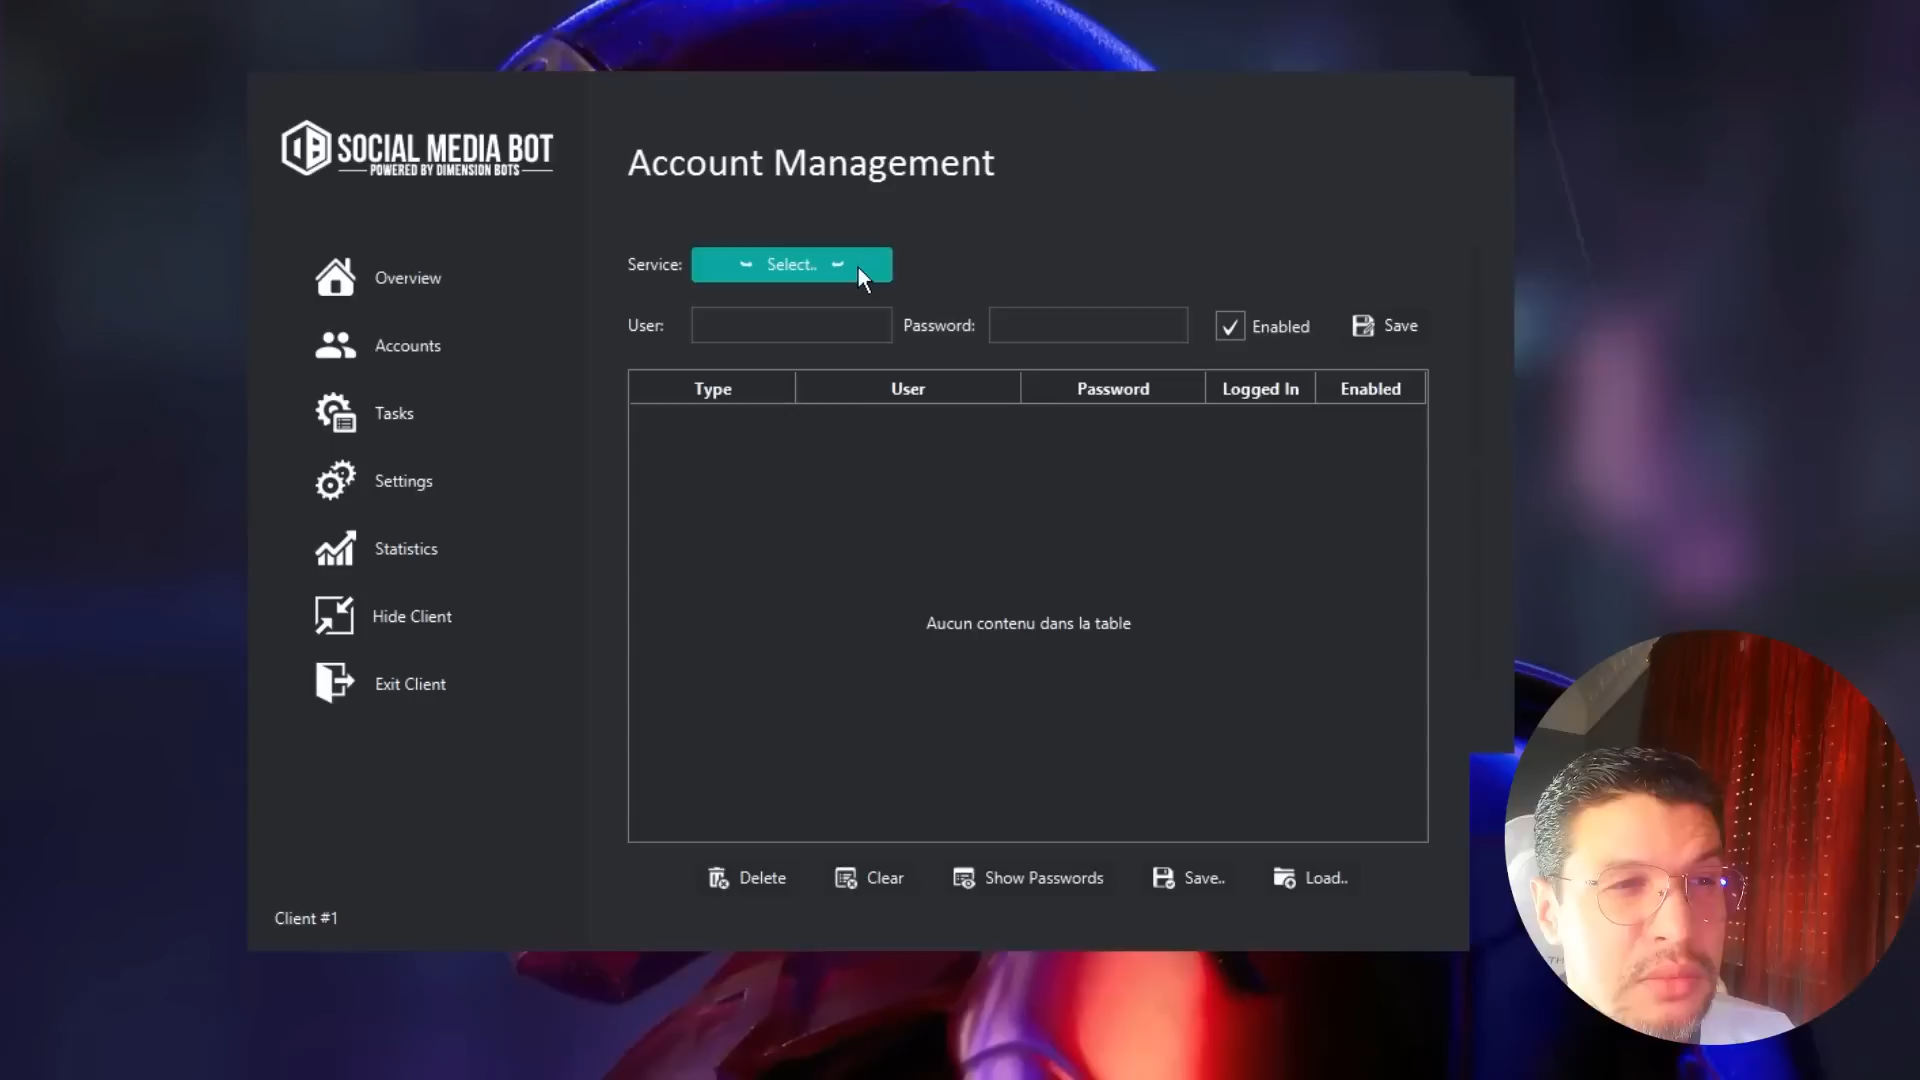 SOCIAL MEDIA BOT
POWERED BY DIMENSION BOTS
Overview
Accounts
Tasks
Settings
Statistics
Hide Client
Exit Client
Client #1
Account Management
Service: Select..
User: Password: Enabled Save
Type User Password Logged In Enabled
Aucun contenu dans la table
Delete Clear Show Passwords Save.. Load..